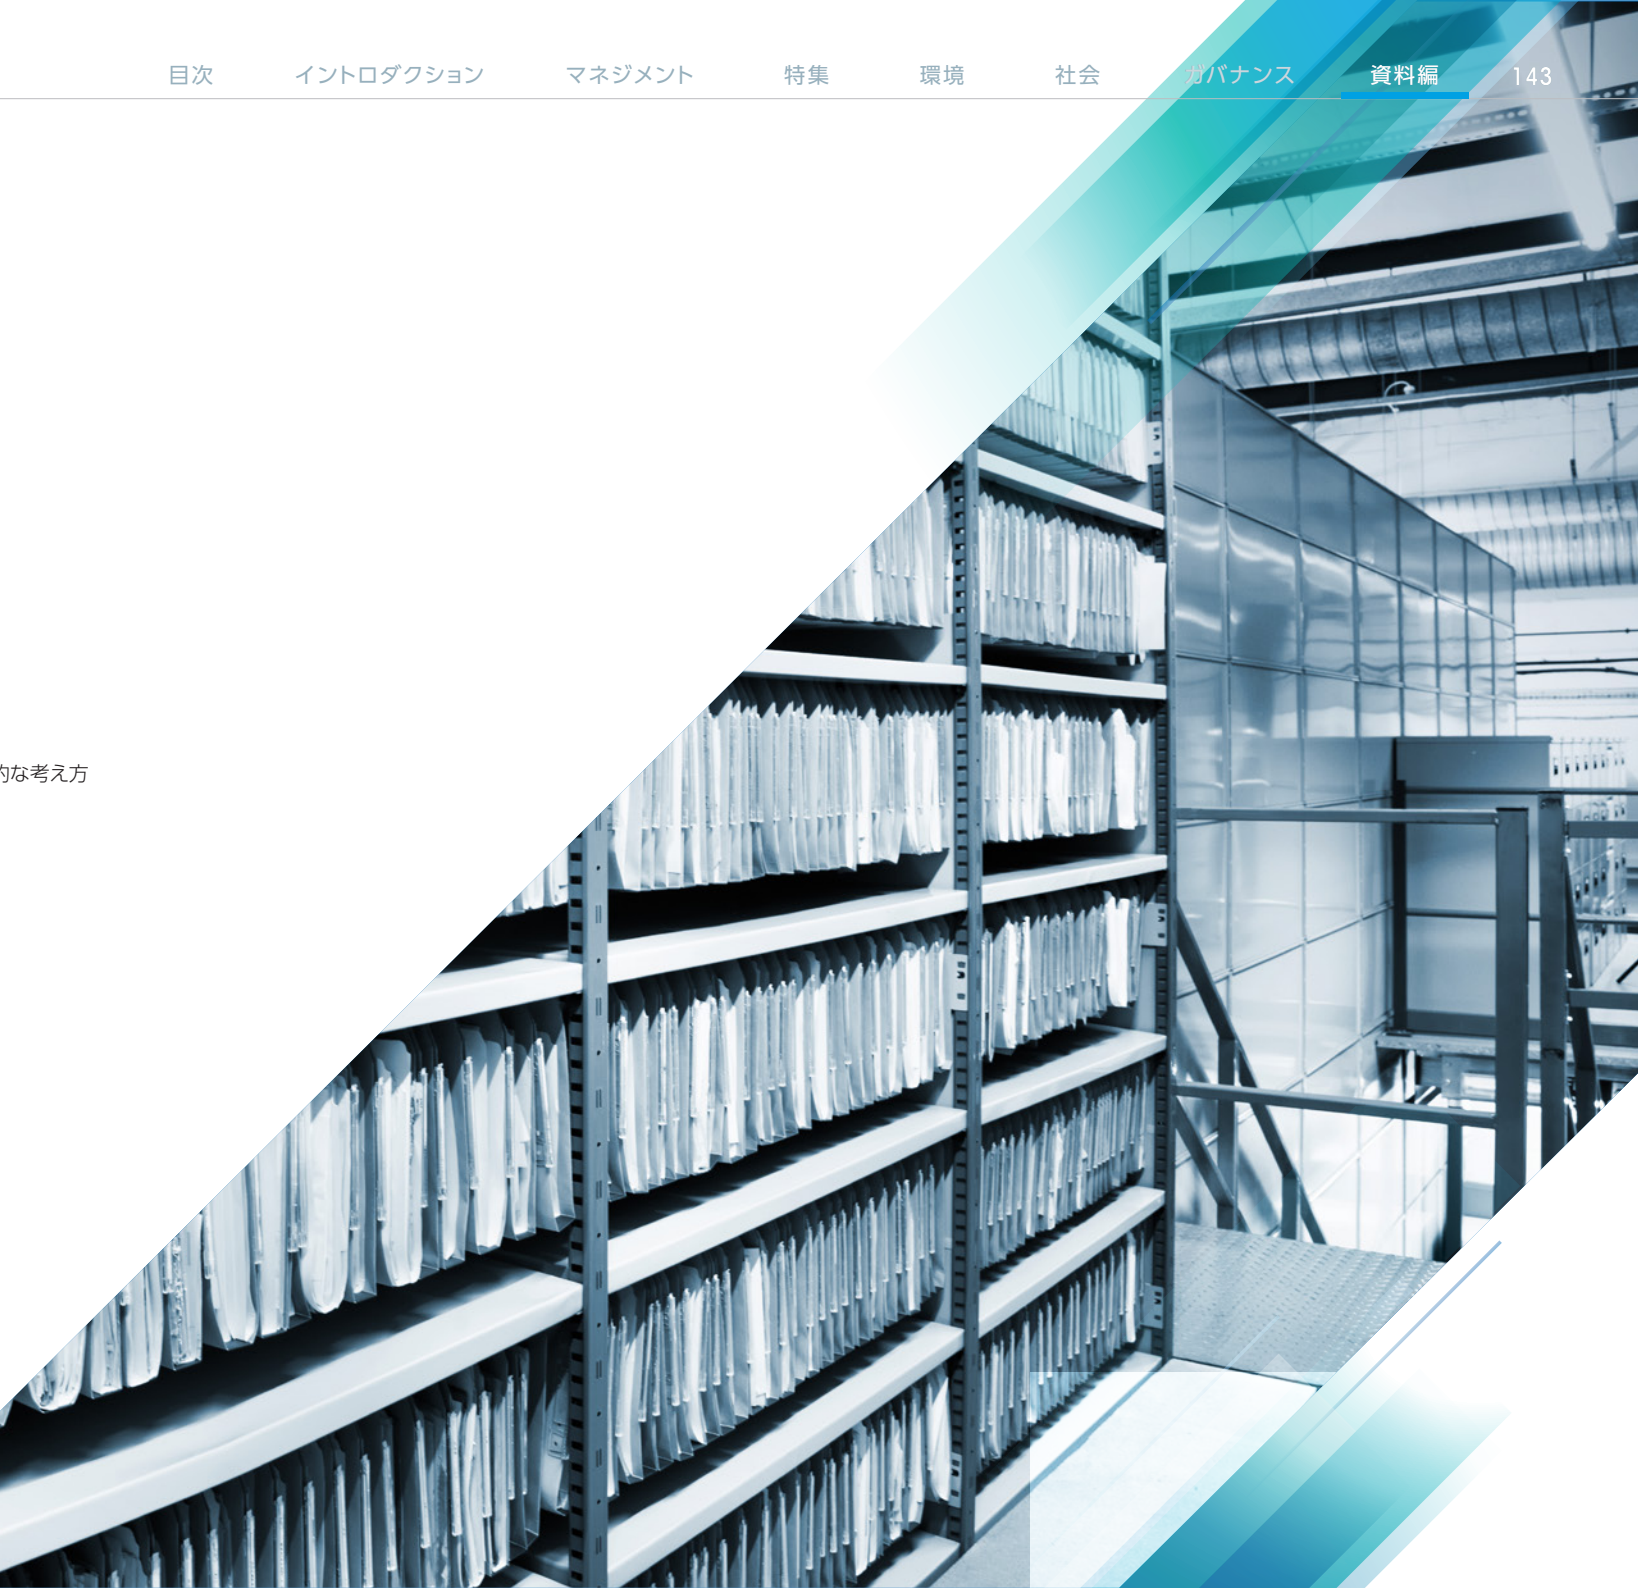 目次 イントロダクション マネジメント 特集 環境 社会 ガバナンス 資料編 143
的な考え方